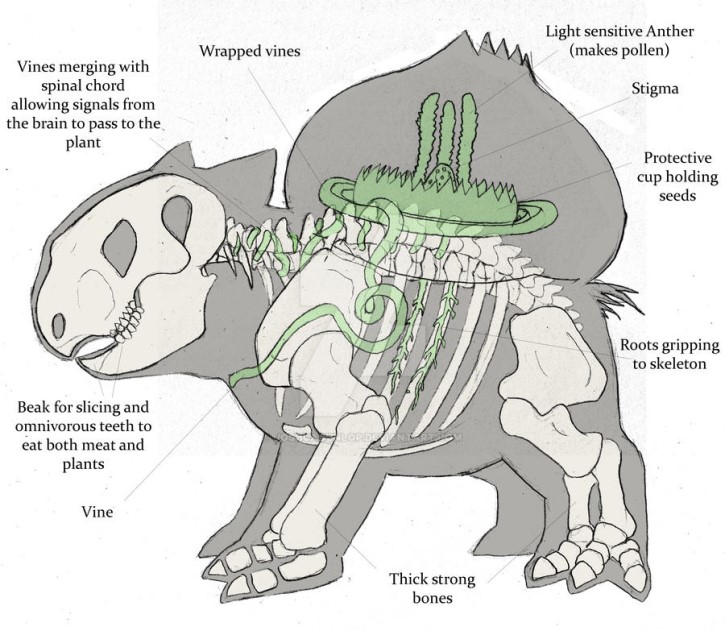 Wrapped vines
Light sensitive Anther
(makes pollen)
Vines merging with
spinal chord
allowing signals from
the brain to pass to the
plant
Stigma
Protective
cup holding
seeds
Roots gripping
to skeleton
Beak for slicing and
omnivorous teeth to
eat both meat and
plants
Vine
Thick strong
bones